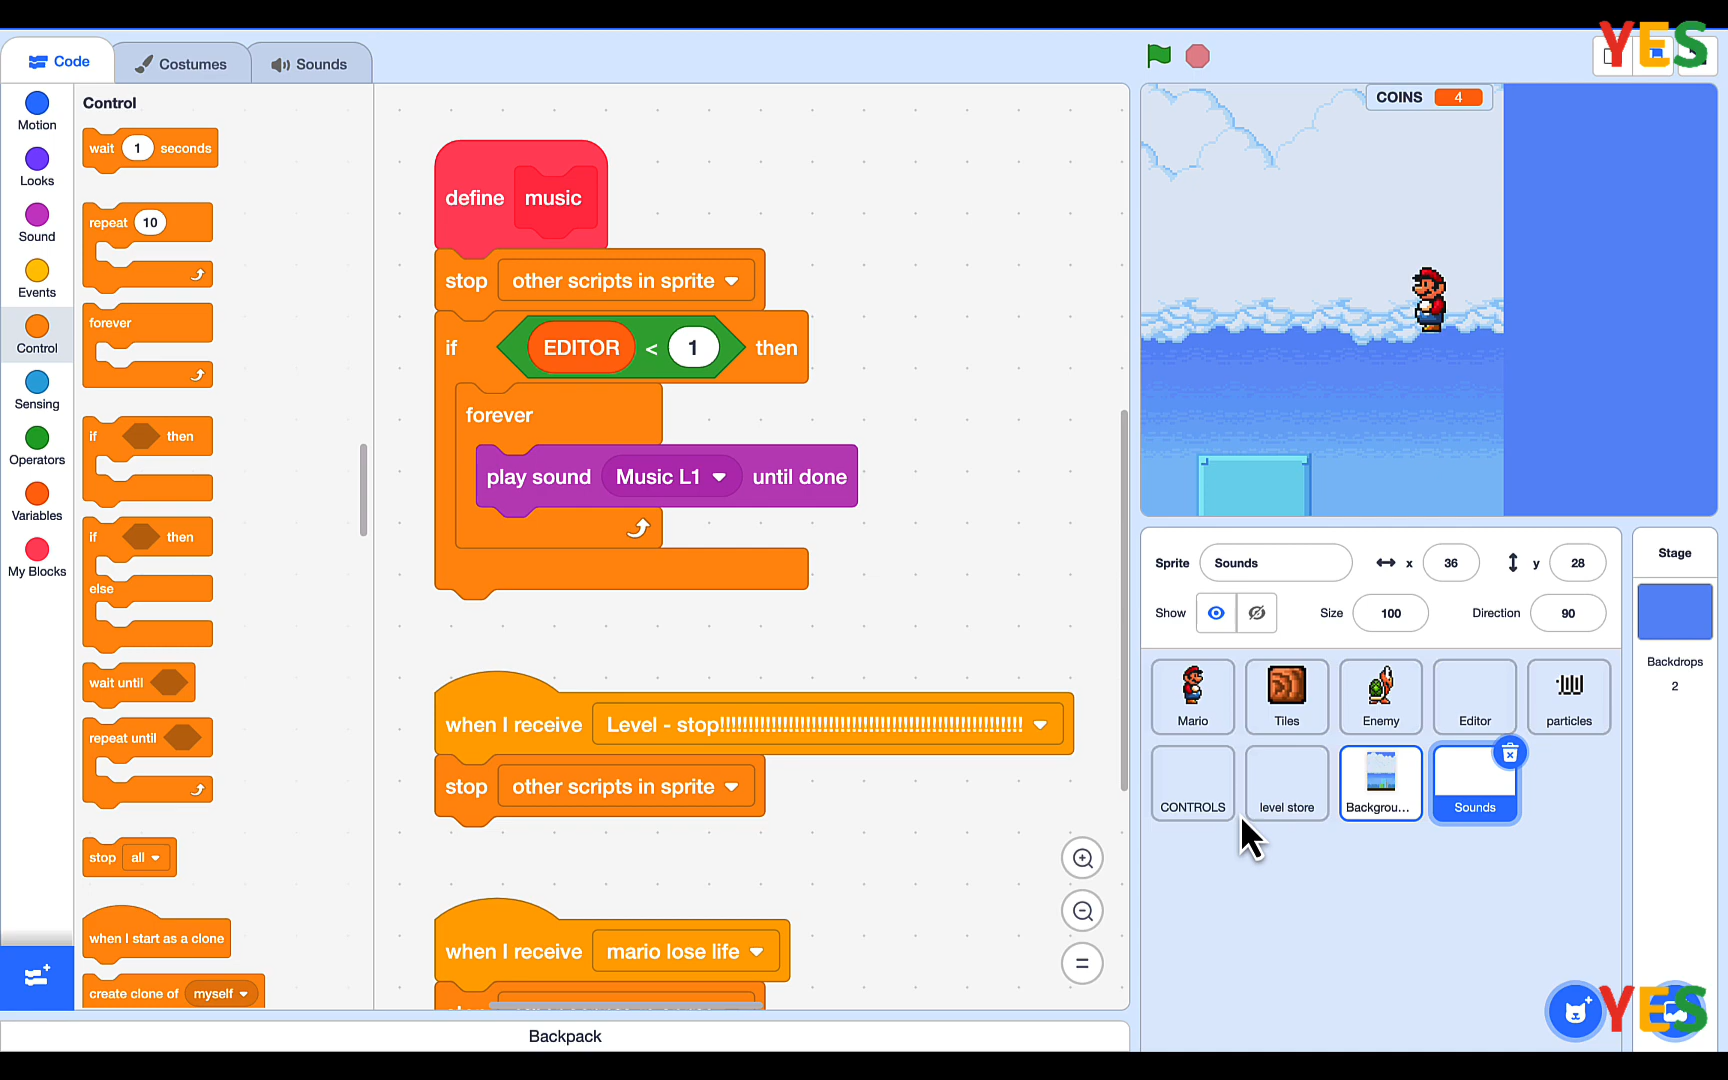 YES
Code
Costumes
Sounds
Motion
Looks
Sound
Events
Control
Sensing
Operators
Variables
My Blocks
Control
wait 1 seconds
repeat 10
forever
if then
if then
else
wait until
repeat until
stop all
when I start as a clone
create clone of myself
define music
stop other scripts in sprite
if EDITOR < 1 then
forever
play sound Music L1 until done
when I receive Level - stop!!!!!!!!!!!!!!!!!!!!!!!!!!!!!!!!!!!!!!!!!!!!!!!!!!!!!
stop other scripts in sprite
when I receive mario lose life
Backpack
COINS 4
Sprite Sounds x 36 y 28
Show Size 100 Direction 90
Mario
Tiles
Enemy
Editor
particles
CONTROLS
level store
Backgrou...
Sounds
Stage
Backdrops
2
YES